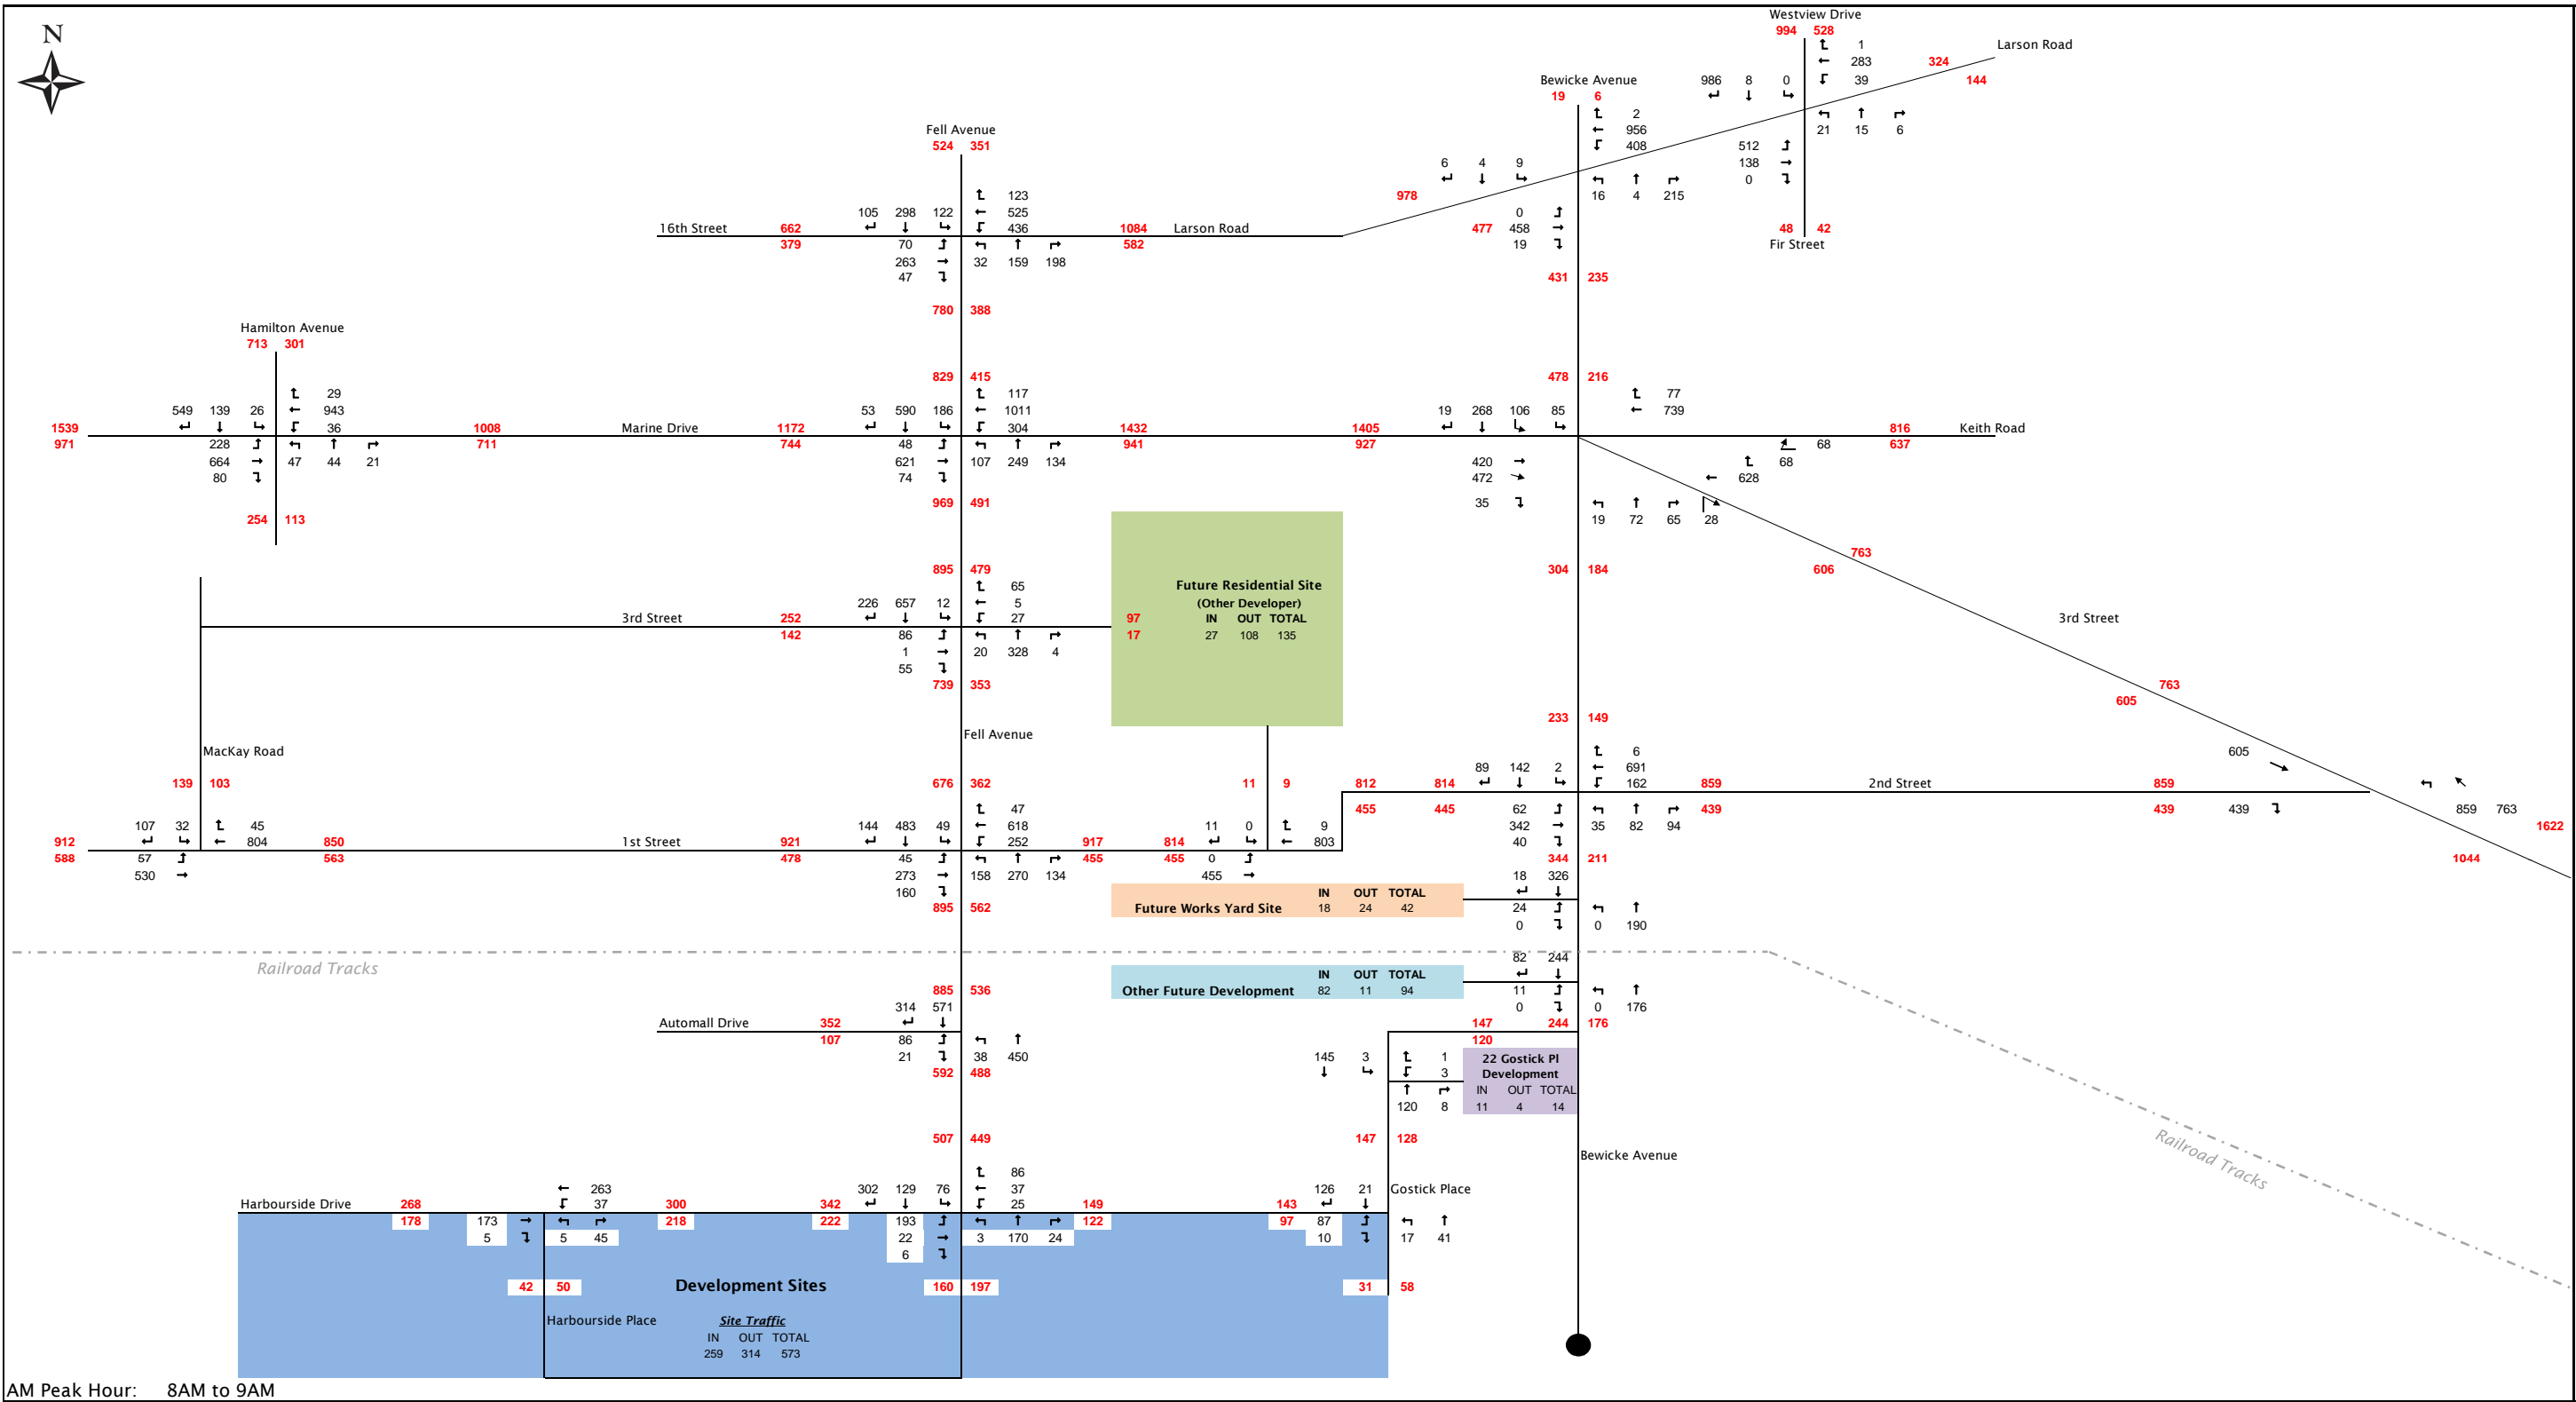 Westview Drive
994 528
N
1 Larson Road
283 324
Bewicke Avenue 986 8 0 39 144
19 6
2
Fell Avenue 956 21 15 6
524 351 408 512
6 4 9 138
123 978 16 4 215 0
105 298 122 525 0
16th Street 662 436 1084 Larson Road 477 458 48 42
379 70 582 19 Fir Street
263 32 159 198
47 431 235
780 388
Hamilton Avenue
713 301
829 415 478 216
29 117 77
549 139 26 943 53 590 186 1011 19 268 106 85 739
1539 36 1008 Marine Drive 1172 304 1432 1405 816 Keith Road
971 228 711 744 48 941 927 68 637
664 47 44 21 621 107 249 134 420 68
80 74 472 628
969 491 35
254 113 19 72 65 28
763
895 479 304 184 606
65 Future Residential Site
226 657 12 5 (Other Developer)
3rd Street 252 27 97 IN OUT TOTAL 3rd Street
142 86 17 27 108 135
1 20 328 4
55
739 353 763
605
233 149
Fell Avenue
MacKay Road 6 605
89 142 2 691
139 103 676 362 11 9 812 814 162 859 2nd Street 859
47 455 445 62 439 439 439 859 763
107 32 45 144 483 49 618 11 0 9 342 35 82 94 1622
912 804 850 1st Street 921 252 917 814 803 40
588 57 563 478 45 455 455 0 344 211 1044
530 273 158 270 134 455 18 326
160 IN OUT TOTAL
895 562 Future Works Yard Site 18 24 42 24
0 0 190
82 244
Railroad Tracks IN OUT TOTAL
885 536 Other Future Development 82 11 94 11
314 571 0 0 176
Automall Drive 352 147 244 176
107 86 120
21 38 450 145 3 1 22 Gostick Pl
592 488 3 Development
IN OUT TOTAL
120 8 11 4 14
507 449 147 128
Railroad Tracks
Bewicke Avenue
86
263 302 129 76 37 126 21 Gostick Place
Harbourside Drive 268 37 300 342 25 149 143
178 173 218 222 193 122 97 87
5 5 45 22 3 170 24 10 17 41
6
42 50 Development Sites 160 197 31 58
Harbourside Place Site Traffic
IN OUT TOTAL
259 314 573
AM Peak Hour: 8AM to 9AM